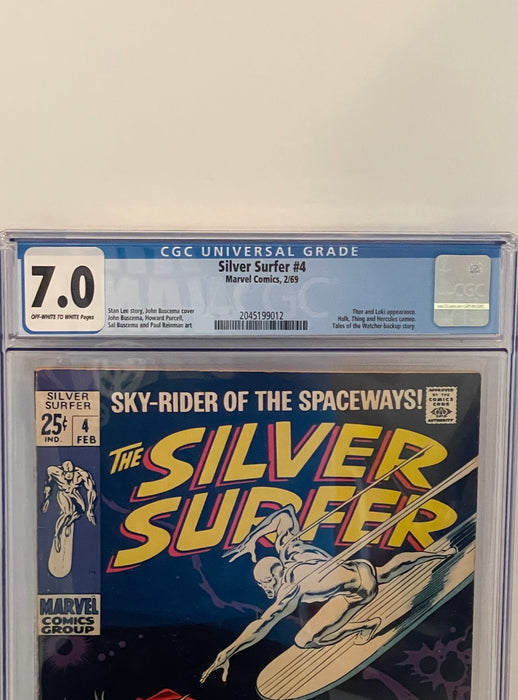 CGC UNIVERSAL GRADE
7.0
OFF-WHITE TO WHITE Pages
Silver Surfer #4
Marvel Comics, 2/69
Stan Lee story, John Buscema cover
John Buscema, Howard Purcell,
Sal Buscema and Paul Reinman art
2045199012
Thor and Loki appearance.
Hulk, Thing and Hercules cameo.
Tales of the Watcher backup story.
CGC
SILVER
SURFER
25¢
IND.
4
FEB
SKY-RIDER OF THE SPACEWAYS!
APPROVED
BY THE
COMICS
CODE
AUTHORITY
THE
SILVER
SURFER
MARVEL
COMICS
GROUP